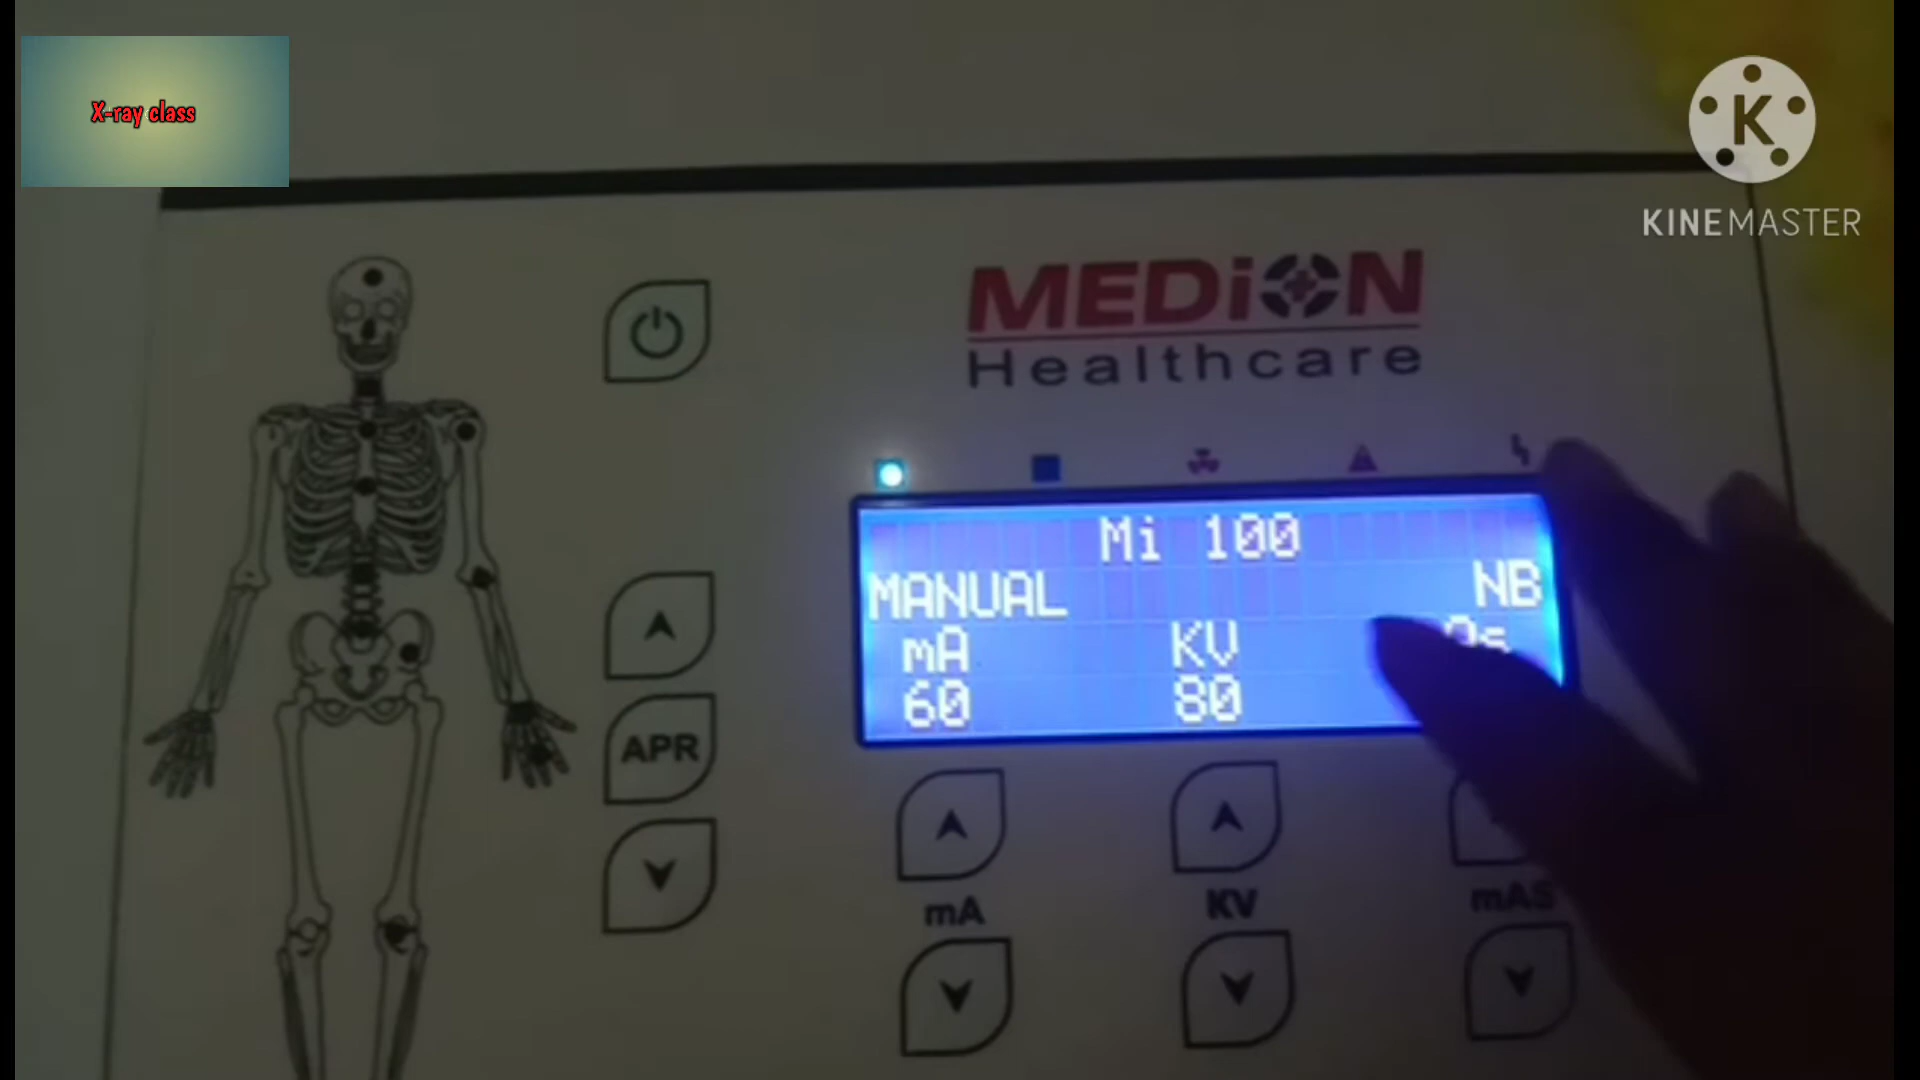 X-ray class
K
KINEMASTER
MEDiON
Healthcare
Mi 100
MANUAL NB
mA KV
60 80
APR
mA KV mAS